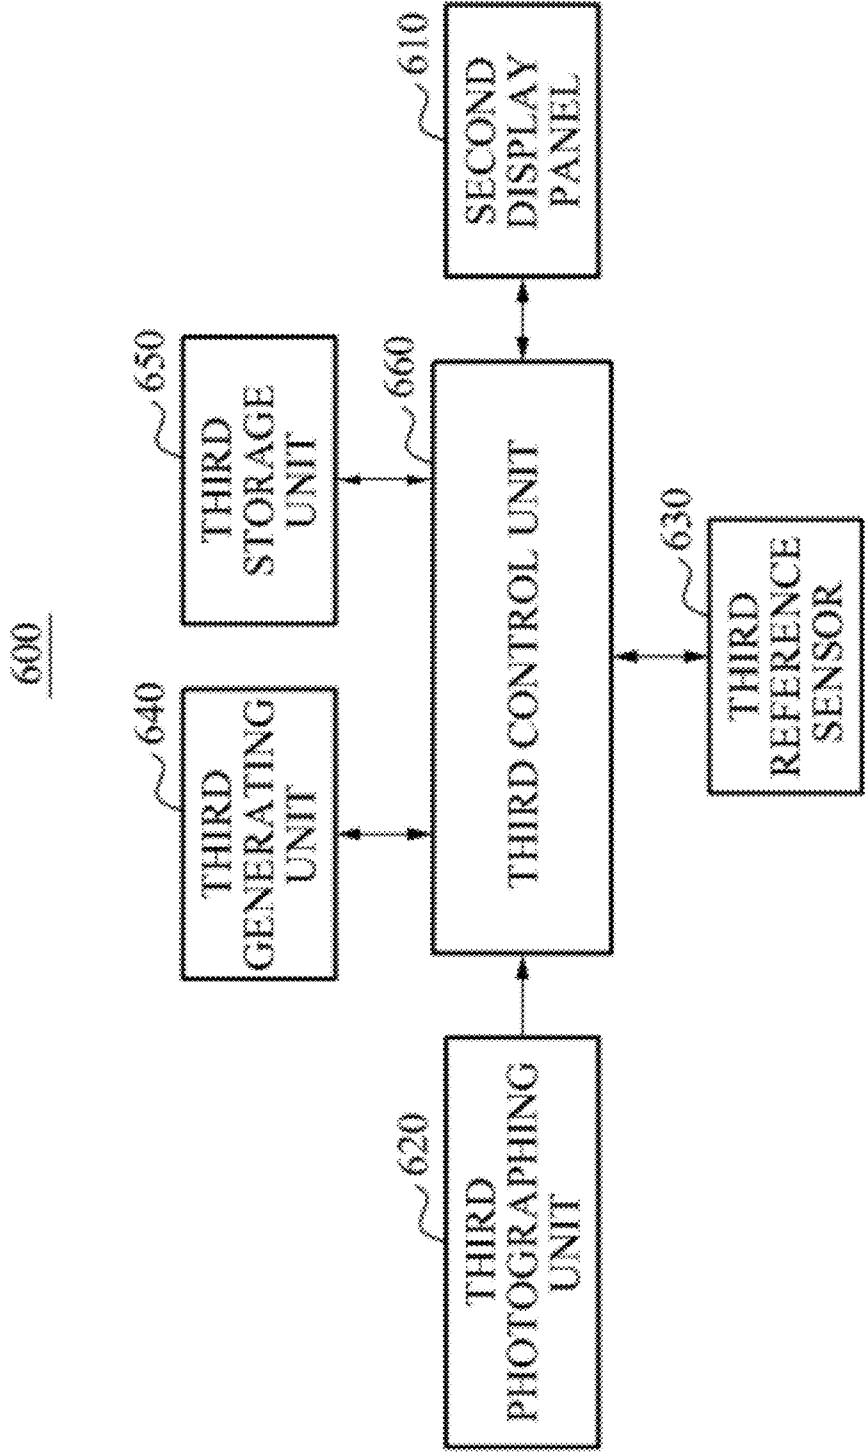 600
640
THIRD
GENERATING
UNIT
650
THIRD
STORAGE
UNIT
620
THIRD
PHOTOGRAPHING
UNIT
660
THIRD CONTROL UNIT
610
SECOND
DISPLAY
PANEL
630
THIRD
REFERENCE
SENSOR